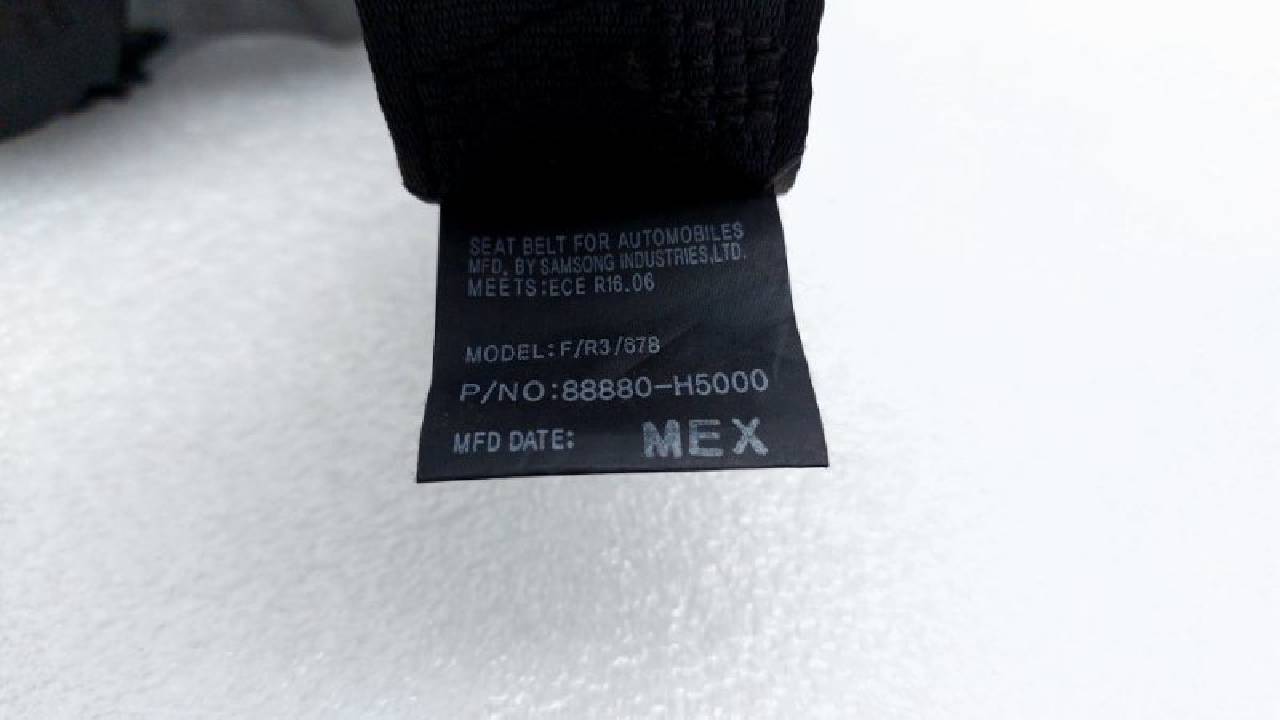 SEAT BELT FOR AUTOMOBILES
MFD. BY SAMSONG INDUSTRIES,LTD.
MEETS:ECE R16.06
MODEL:F/R3/678
P/NO:88880-H5000
MFD DATE: MEX